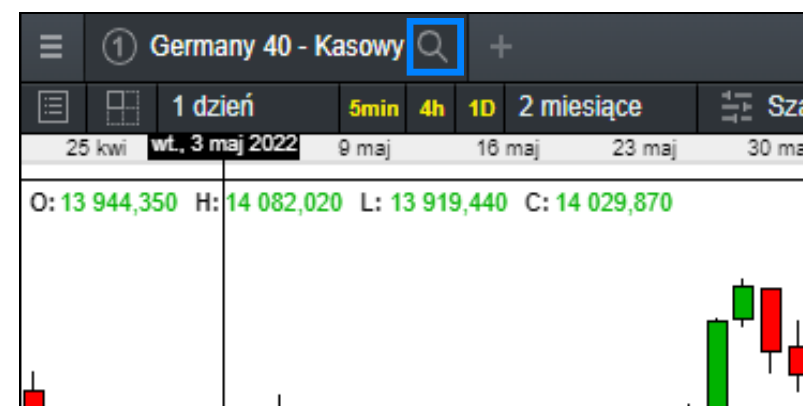 1 Germany 40 - Kasowy
1 dzień 5min 4h 1D 2 miesiące
25 kwi wt., 3 maj 2022 9 maj 16 maj 23 maj 30
O: 13 944,350 H: 14 082,020 L: 13 919,440 C: 14 029,870